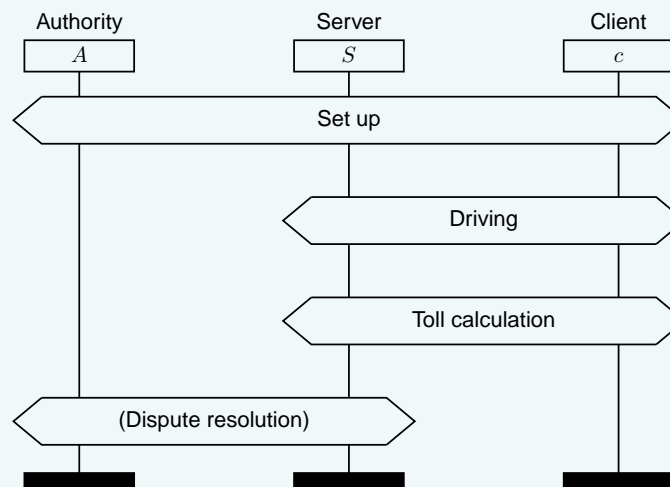 Authority Server Client
A S c
Set up
Driving
Toll calculation
(Dispute resolution)